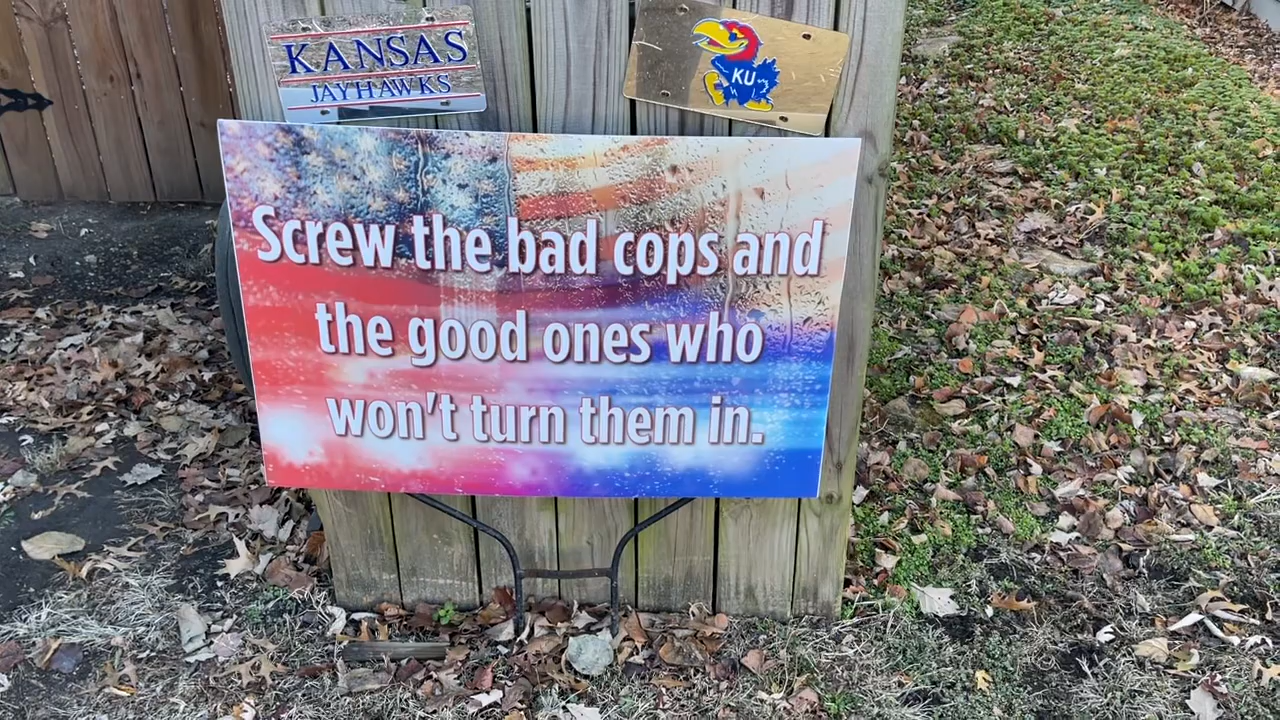 KANSAS
JAYHAWKS
KU
Screw the bad cops and
the good ones who
won't turn them in.